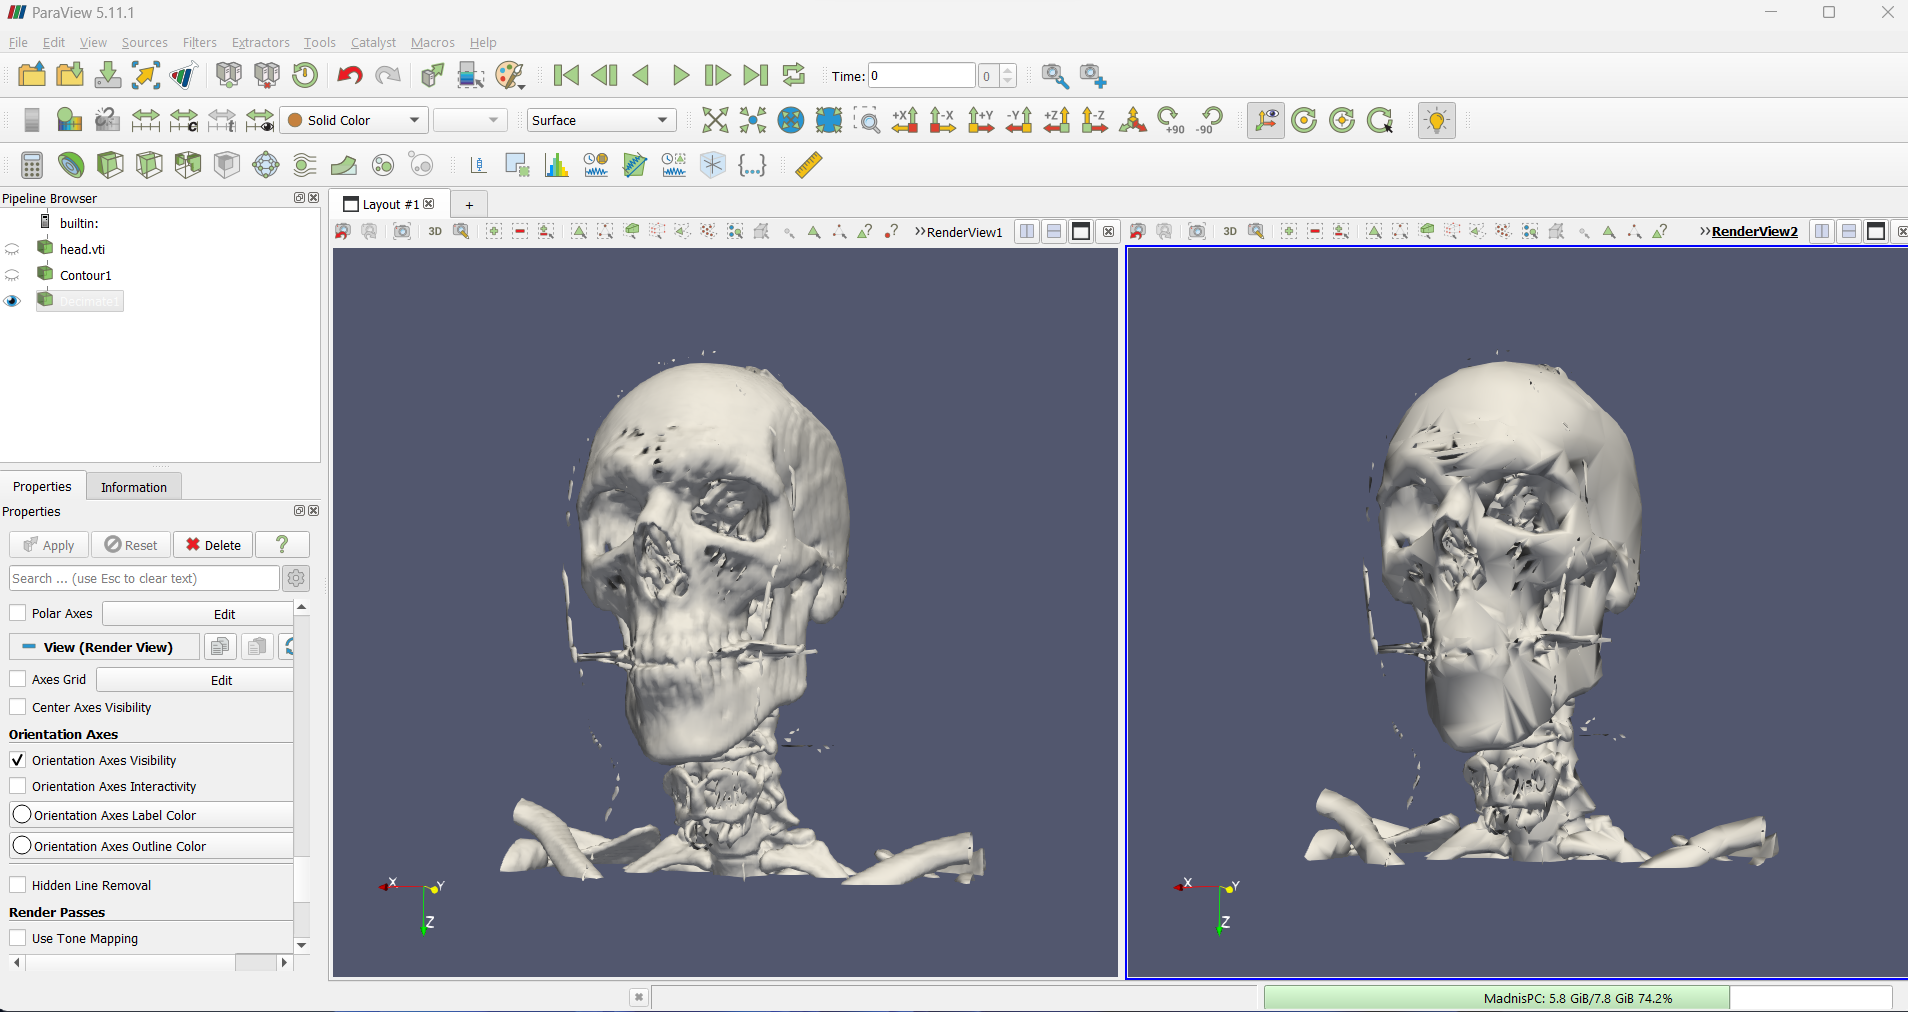 ParaView 5.11.1
File Edit View Sources Filters Extractors Tools Catalyst Macros Help
Time: 0 0
Solid Color Surface +X -X +Y -Y +Z -Z +90 -90
Pipeline Browser
Layout #1 +
builtin:
3D RenderView1 3D RenderView2
head.vti
Contour1
Decimate1
Properties Information
Properties
Apply Reset Delete ?
Search ... (use Esc to clear text)
Polar Axes Edit
View (Render View)
Axes Grid Edit
Center Axes Visibility
Orientation Axes
Orientation Axes Visibility
Orientation Axes Interactivity
Orientation Axes Label Color
Orientation Axes Outline Color
Hidden Line Removal
Render Passes
Use Tone Mapping
X Y Z
X Y Z
MadnisPC: 5.8 GiB/7.8 GiB 74.2%